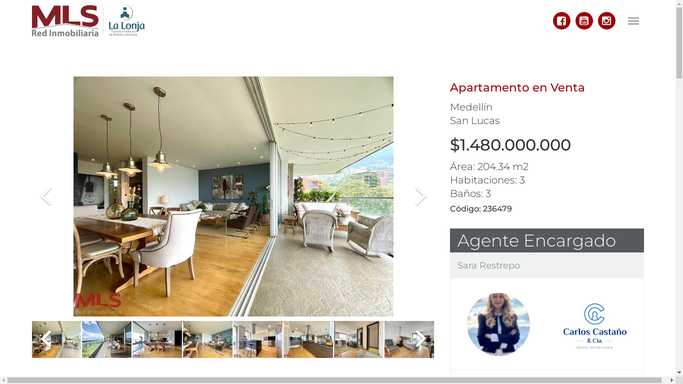 MLS
Red Inmobiliaria
La Lonja
Apartamento en Venta
Medellín
San Lucas
$1.480.000.000
Área: 204.34 m2
Habitaciones: 3
Baños: 3
Código: 236479
MLS
Agente Encargado
Sara Restrepo
Carlos Castaño
& Cia.